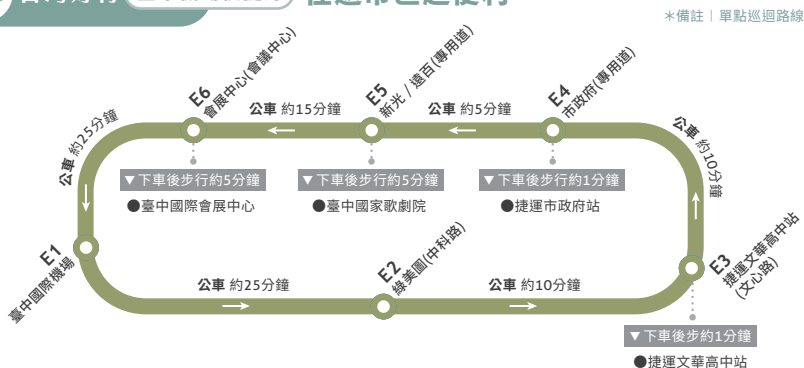 往返市區超便利
＊備註｜單點巡迴路線
E6
會展中心(會議中心)
E5
新光 / 遠百(專用道)
E4
市政府(專用道)
公車 約15分鐘
公車 約5分鐘
公車 約25分鐘
公車 約10分鐘
▼下車後步行約5分鐘
●臺中國際會展中心
▼下車後步行約5分鐘
●臺中國家歌劇院
▼下車後步行約1分鐘
●捷運市政府站
E1
臺中國際機場
公車 約25分鐘
E2
綠美圖(中科路)
公車 約10分鐘
E3
捷運文華高中站
(文心路)
▼下車後步約1分鐘
●捷運文華高中站